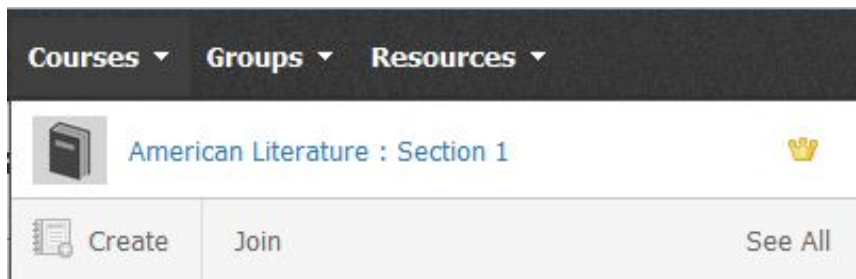 Courses Groups Resources
American Literature : Section 1
Create Join See All